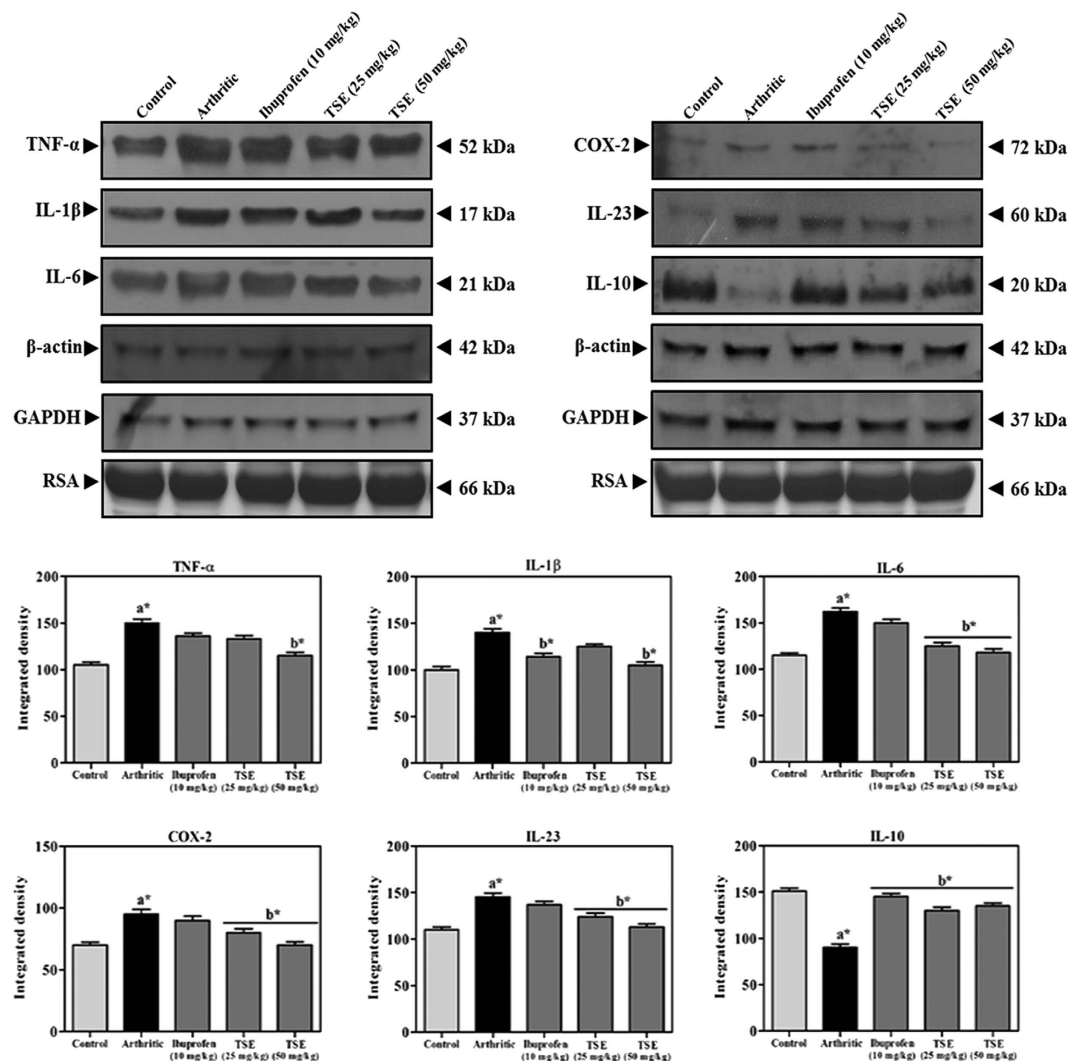 Control Arthritic Ibuprofen (10 mg/kg) TSE (25 mg/kg) TSE (50 mg/kg)
TNF-α 52 kDa
IL-1β 17 kDa
IL-6 21 kDa
β-actin 42 kDa
GAPDH 37 kDa
RSA 66 kDa
Control Arthritic Ibuprofen (10 mg/kg) TSE (25 mg/kg) TSE (50 mg/kg)
COX-2 72 kDa
IL-23 60 kDa
IL-10 20 kDa
β-actin 42 kDa
GAPDH 37 kDa
RSA 66 kDa
TNF-α
Integrated density
200
150
100
50
0
a*
b*
Control Arthritic Ibuprofen TSE TSE
(10 mg/kg) (25 mg/kg) (50 mg/kg)
IL-1β
Integrated density
200
150
100
50
0
a*
b*
b*
Control Arthritic Ibuprofen TSE TSE
(10 mg/kg) (25 mg/kg) (50 mg/kg)
IL-6
Integrated density
200
150
100
50
0
a*
b*
Control Arthritic Ibuprofen TSE TSE
(10 mg/kg) (25 mg/kg) (50 mg/kg)
COX-2
Integrated density
150
100
50
0
a*
b*
Control Arthritic Ibuprofen TSE TSE
(10 mg/kg) (25 mg/kg) (50 mg/kg)
IL-23
Integrated density
200
150
100
50
0
a*
b*
Control Arthritic Ibuprofen TSE TSE
(10 mg/kg) (25 mg/kg) (50 mg/kg)
IL-10
Integrated density
200
150
100
50
0
a*
b*
Control Arthritic Ibuprofen TSE TSE
(10 mg/kg) (25 mg/kg) (50 mg/kg)